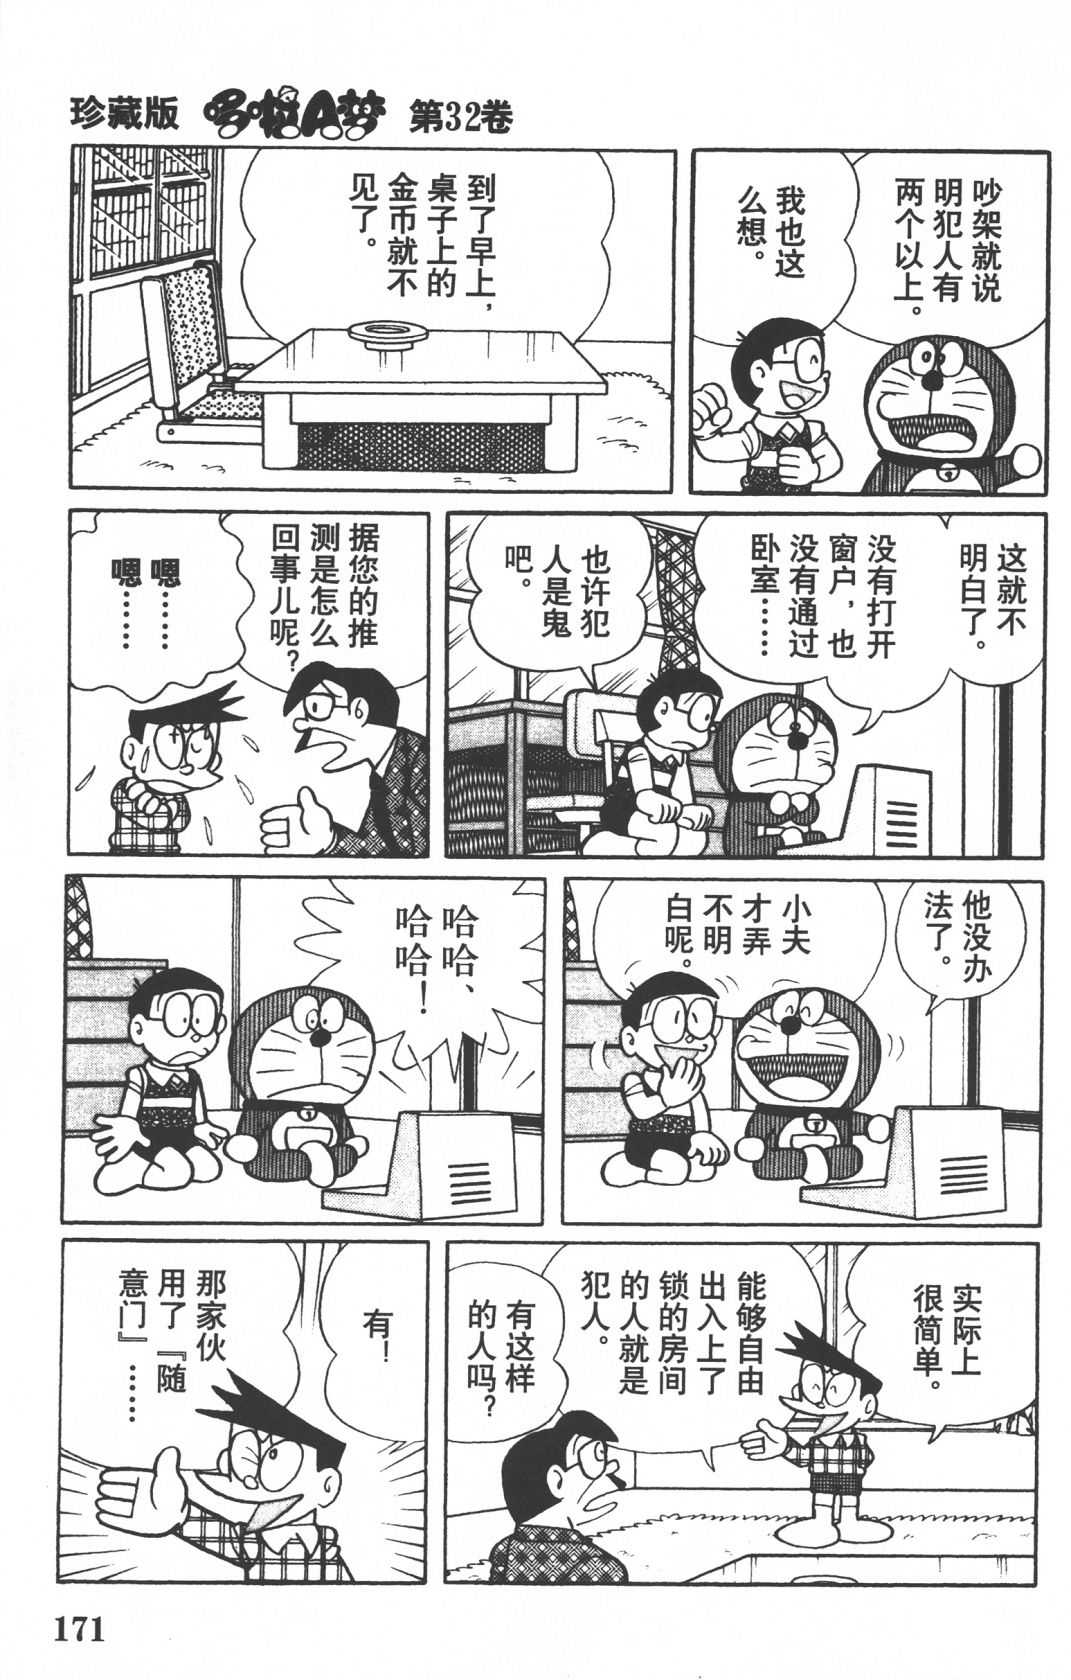 珍藏版 哆啦A梦 第32卷
吵架就说
明犯人有
两个以上。
我也这
么想。
到了早上，
桌子上的
金币就不
见了。
这就不
明白了。
没有打开
窗户，也
没有通过
卧室……
也许犯
人是鬼
吧。
据您的推
测是怎么
回事儿呢？
嗯……
嗯……
他没办
法了。
小夫
才弄
不明
白呢。
哈哈、
哈哈！
实际上
很简单。
能够自由
出入上了
锁的房间
的人就是
犯人。
有这样
的人吗？
有！
那家伙
用了『随
意门』……
171